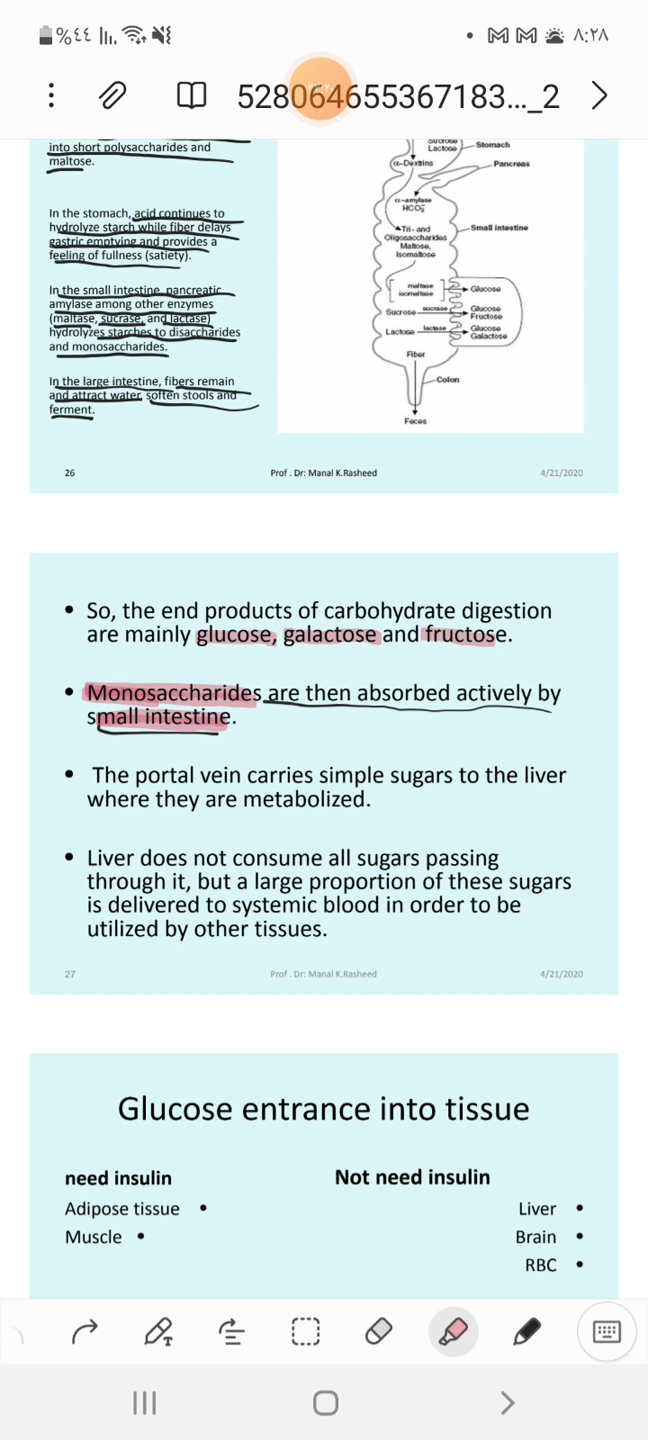 %٤٤
٨:٢٨
528064655367183..._2
into short polysaccharides and
maltose.
In the stomach, acid continues to
hydrolyze starch while fiber delays
gastric emptying and provides a
feeling of fullness (satiety).
In the small intestine, pancreatic
amylase among other enzymes
(maltase, sucrase, and lactase)
hydrolyzes starches to disaccharides
and monosaccharides.
In the large intestine, fibers remain
and attract water, soften stools and
ferment.
Sucrose
Lactose
Stomach
α-Dextrins
Pancreas
α-amylase
HCO₃⁻
Tri- and
Oligosaccharides
Maltose,
Isomaltose
Small intestine
maltase
isomaltase
Glucose
Sucrose
sucrase
Glucose
Fructose
Lactose
lactase
Glucose
Galactose
Fiber
Colon
Feces
26
Prof . Dr: Manal K.Rasheed
4/21/2020
• So, the end products of carbohydrate digestion
are mainly glucose, galactose and fructose.
• Monosaccharides are then absorbed actively by
small intestine.
• The portal vein carries simple sugars to the liver
where they are metabolized.
• Liver does not consume all sugars passing
through it, but a large proportion of these sugars
is delivered to systemic blood in order to be
utilized by other tissues.
27
Prof . Dr: Manal K.Rasheed
4/21/2020
Glucose entrance into tissue
need insulin
Adipose tissue •
Muscle •
Not need insulin
Liver •
Brain •
RBC •